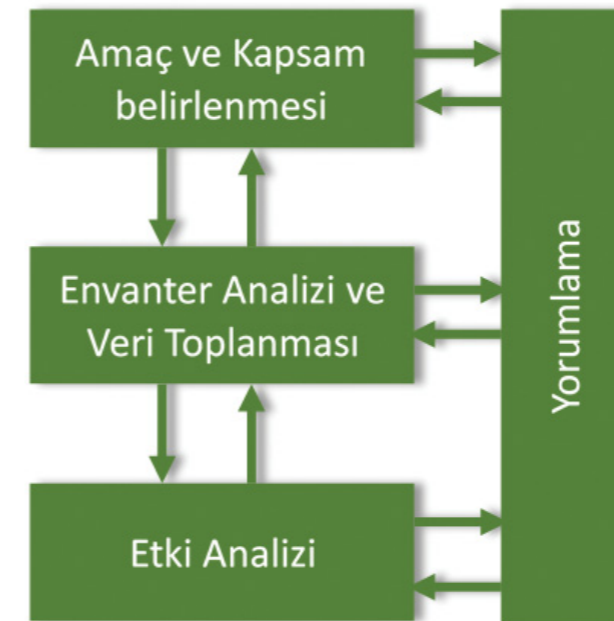 Amaç ve Kapsam
belirlenmesi
Envanter Analizi ve
Veri Toplanması
Etki Analizi
Yorumlama